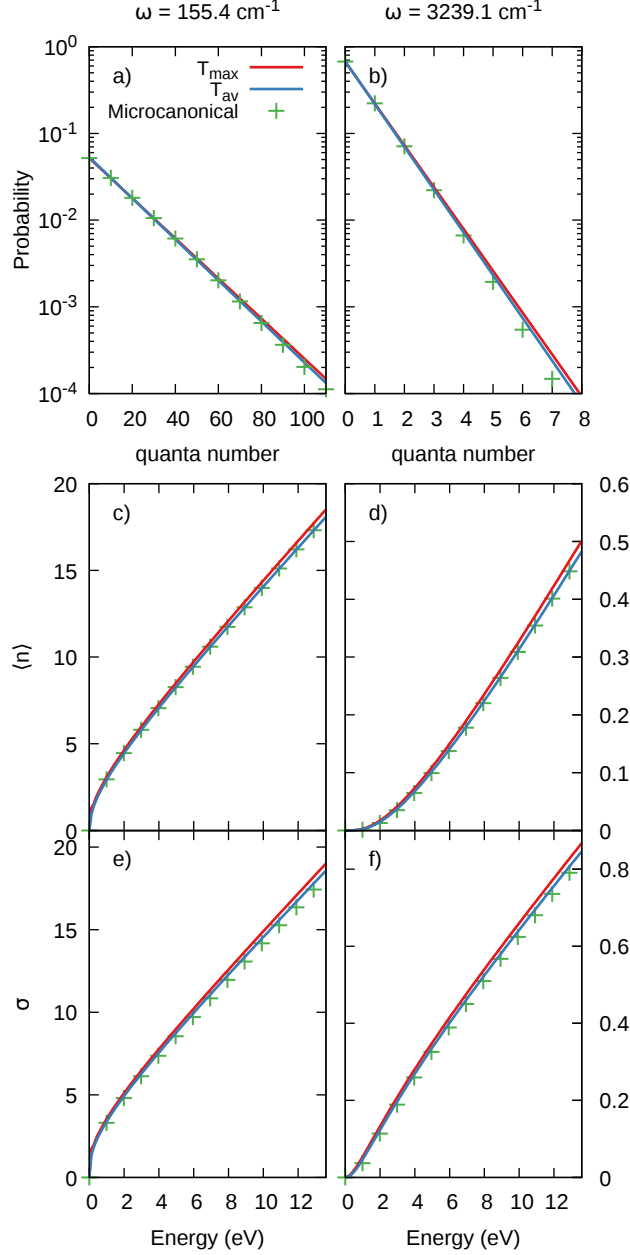 ω = 155.4 cm⁻¹ ω = 3239.1 cm⁻¹
10⁰
a) T_max b)
T_av
Microcanonical
10⁻¹
Probability
10⁻²
10⁻³
10⁻⁴
0 20 40 60 80 100 0 1 2 3 4 5 6 7 8
quanta number quanta number
20 0.6
c) d)
0.5
15
0.4
⟨n⟩
10 0.3
0.2
5
0.1
0 0
20 e) f)
0.8
15
0.6
σ
10
0.4
5
0.2
0 0
0 2 4 6 8 10 12 0 2 4 6 8 10 12
Energy (eV) Energy (eV)